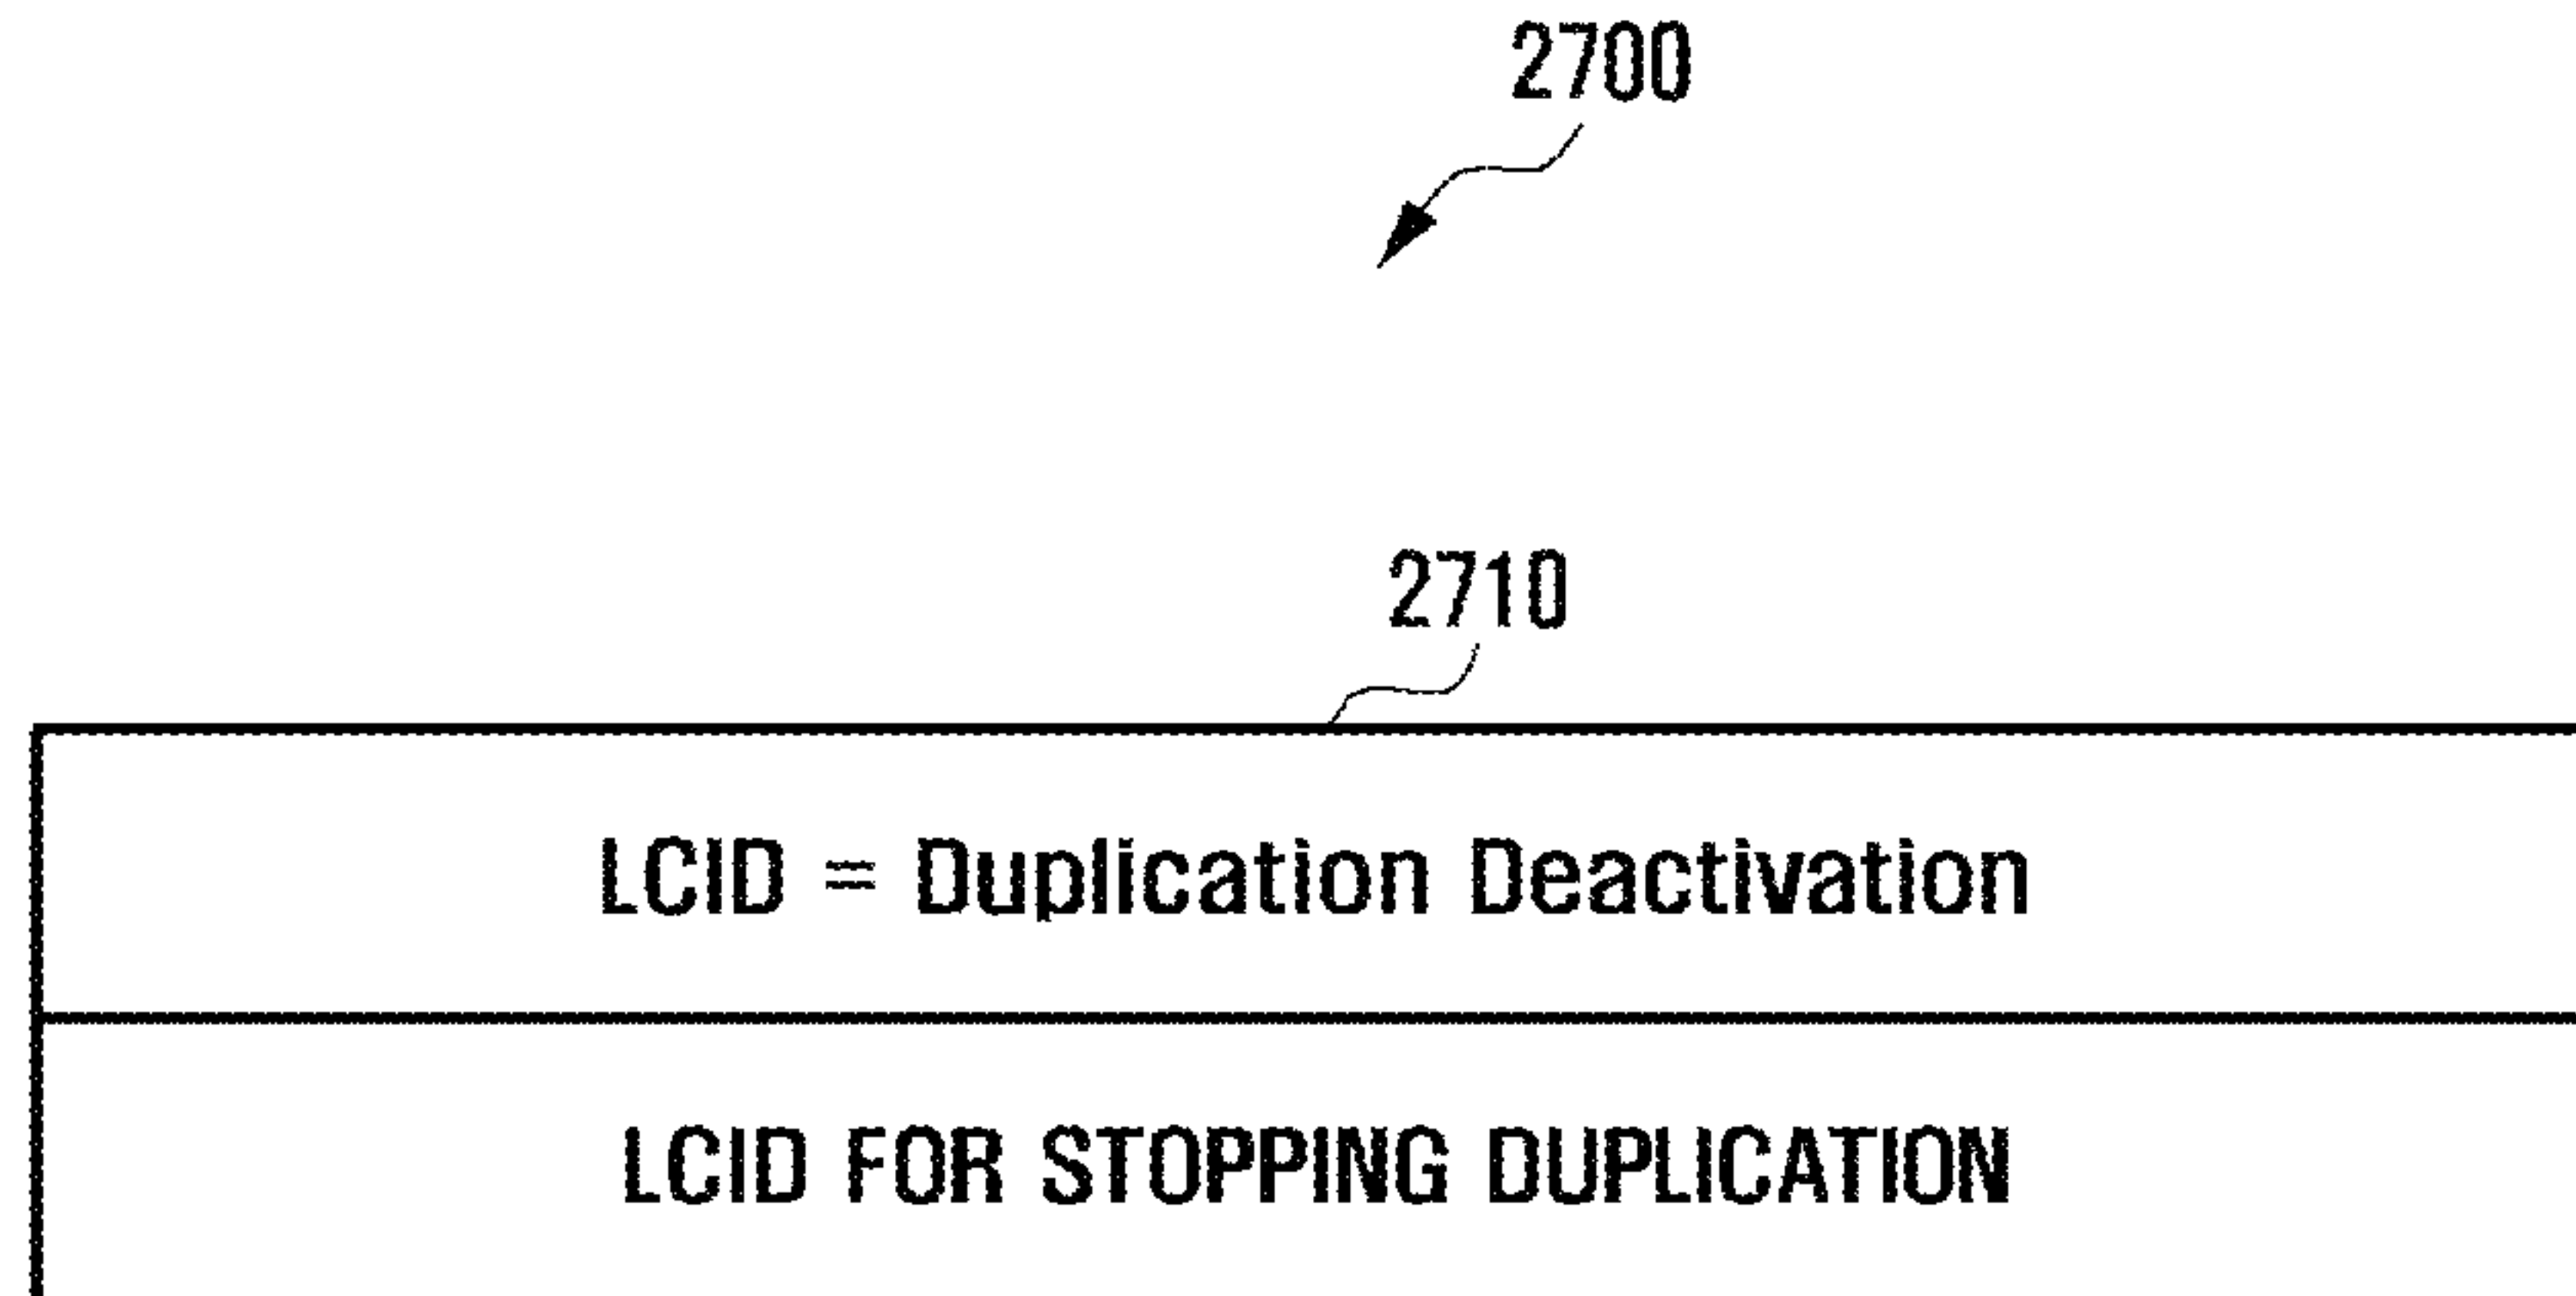 2700
2710
LCID = Duplication Deactivation
LCID FOR STOPPING DUPLICATION